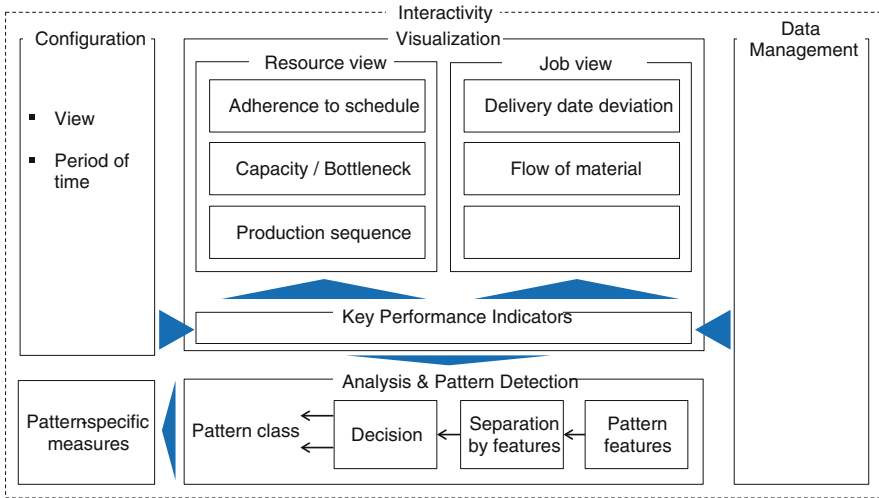 Interactivity
Configuration
▪ View
▪ Period of
time
Visualization
Resource view
Adherence to schedule
Capacity / Bottleneck
Production sequence
Job view
Delivery date deviation
Flow of material
Key Performance Indicators
Data
Management
Analysis & Pattern Detection
Pattern class
Decision
Separation
by features
Pattern
features
Pattern-specific
measures